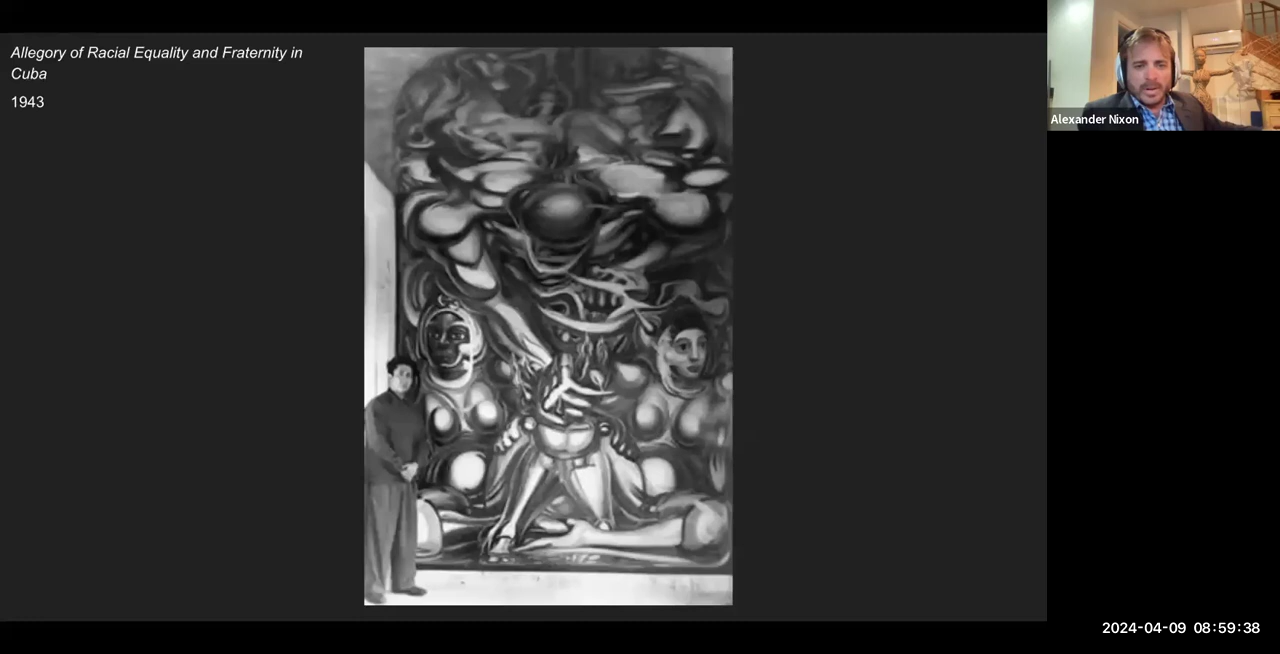 Allegory of Racial Equality and Fraternity in
Cuba
1943
Alexander Nixon
2024-04-09 08:59:38